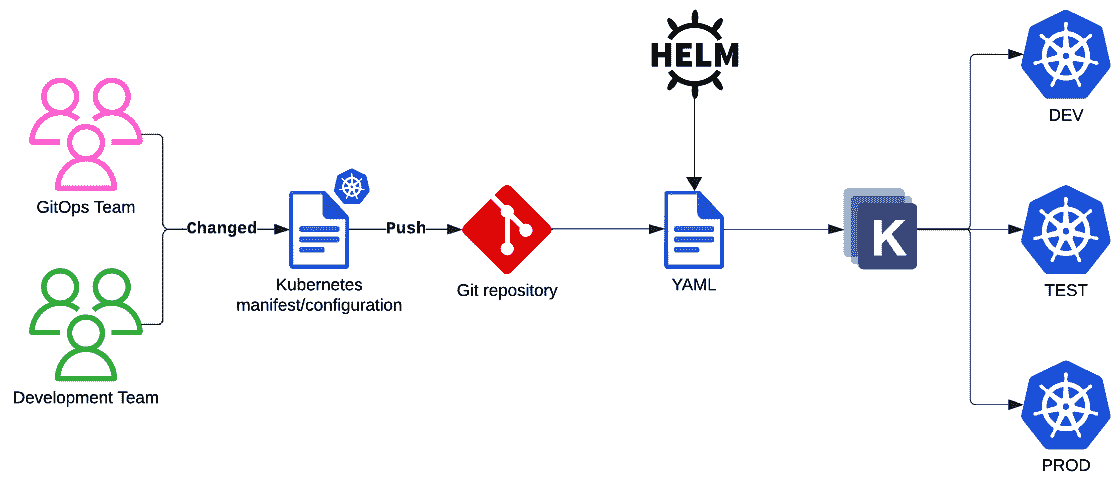 HELM
DEV
GitOps Team
Changed
Push
Kubernetes
manifest/configuration
Git repository
YAML
K
TEST
Development Team
PROD